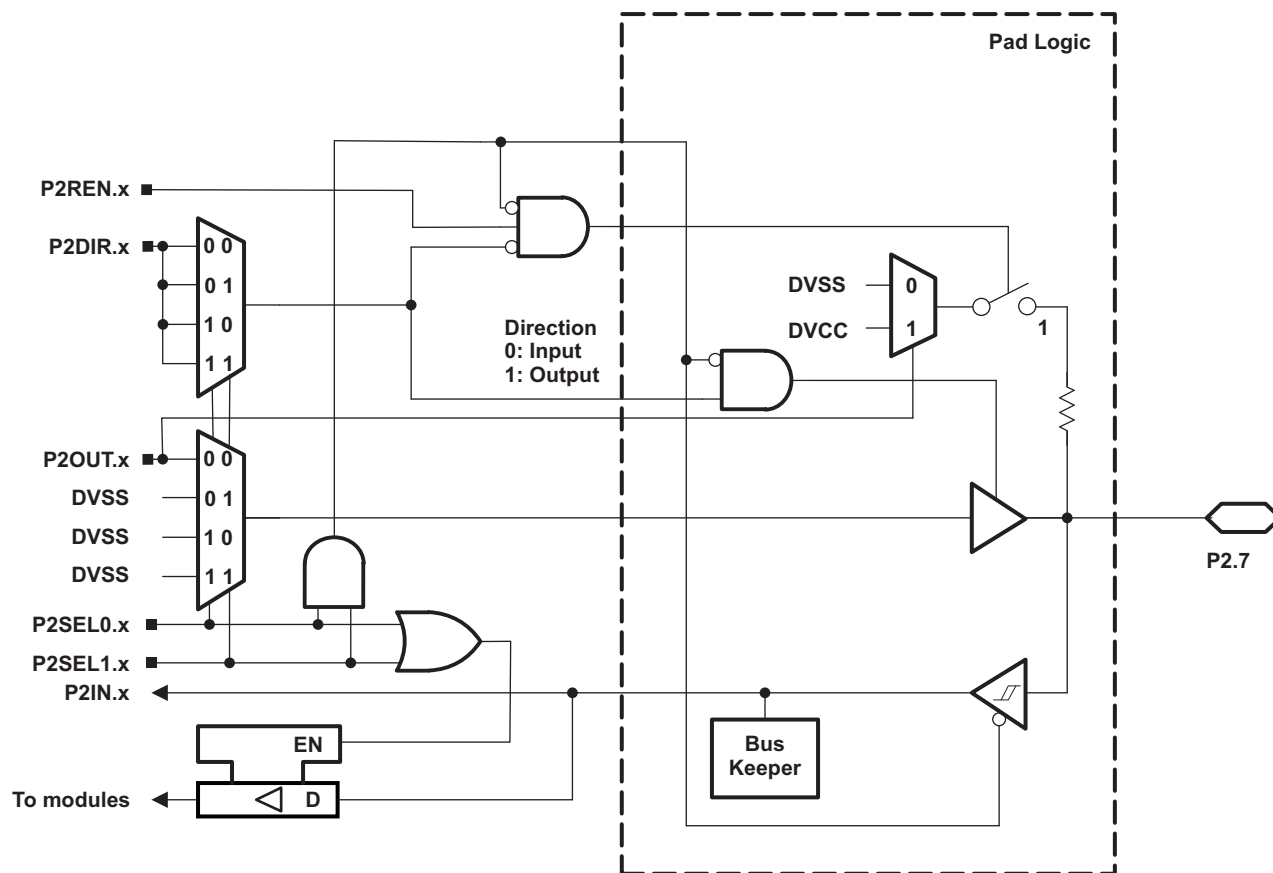 Pad Logic
P2REN.x
P2DIR.x
0 0
0 1
1 0
1 1
Direction
0: Input
1: Output
DVSS
0
DVCC
1
1
P2OUT.x
0 0
DVSS
0 1
DVSS
1 0
DVSS
1 1
P2.7
P2SEL0.x
P2SEL1.x
P2IN.x
EN
Bus
Keeper
To modules
D